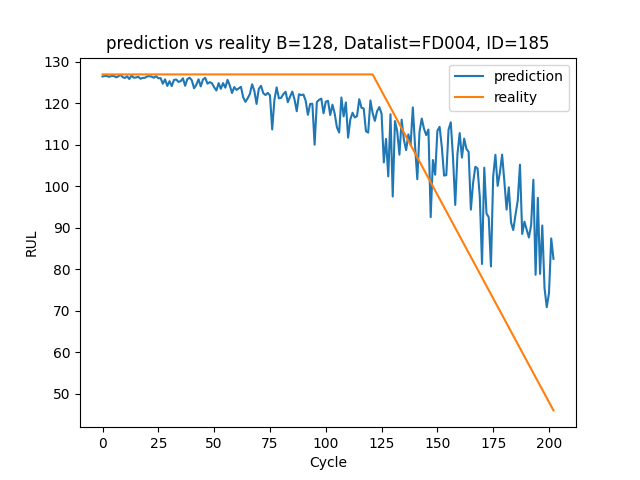 prediction vs reality B=128, Datalist=FD004, ID=185
prediction
reality
130
120
110
100
90
80
70
60
50
RUL
0 25 50 75 100 125 150 175 200
Cycle